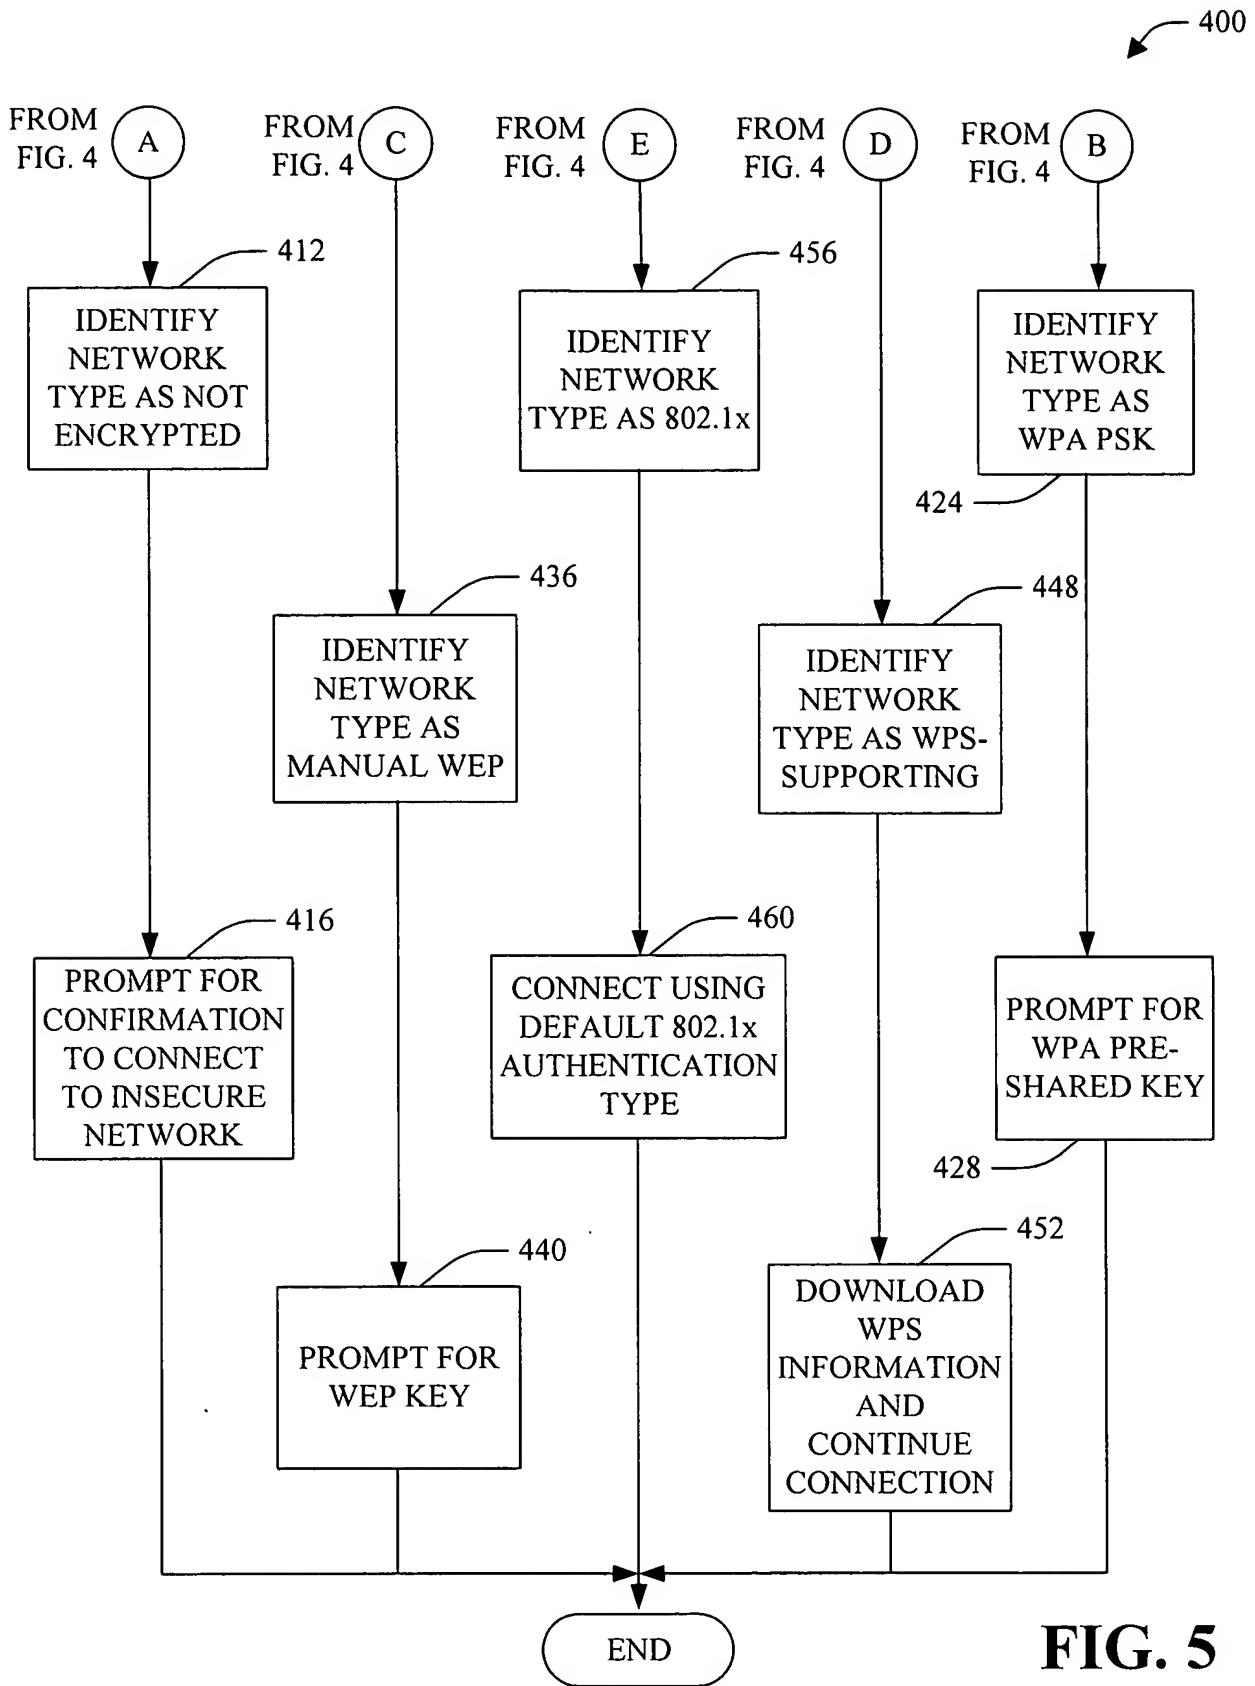 400
FROM
FIG. 4
A
FROM
FIG. 4
C
FROM
FIG. 4
E
FROM
FIG. 4
D
FROM
FIG. 4
B
412
IDENTIFY
NETWORK
TYPE AS NOT
ENCRYPTED
456
IDENTIFY
NETWORK
TYPE AS 802.1x
IDENTIFY
NETWORK
TYPE AS
WPA PSK
424
436
IDENTIFY
NETWORK
TYPE AS
MANUAL WEP
448
IDENTIFY
NETWORK
TYPE AS WPS-
SUPPORTING
416
PROMPT FOR
CONFIRMATION
TO CONNECT
TO INSECURE
NETWORK
460
CONNECT USING
DEFAULT 802.1x
AUTHENTICATION
TYPE
PROMPT FOR
WPA PRE-
SHARED KEY
428
440
PROMPT FOR
WEP KEY
452
DOWNLOAD
WPS
INFORMATION
AND
CONTINUE
CONNECTION
END
FIG. 5